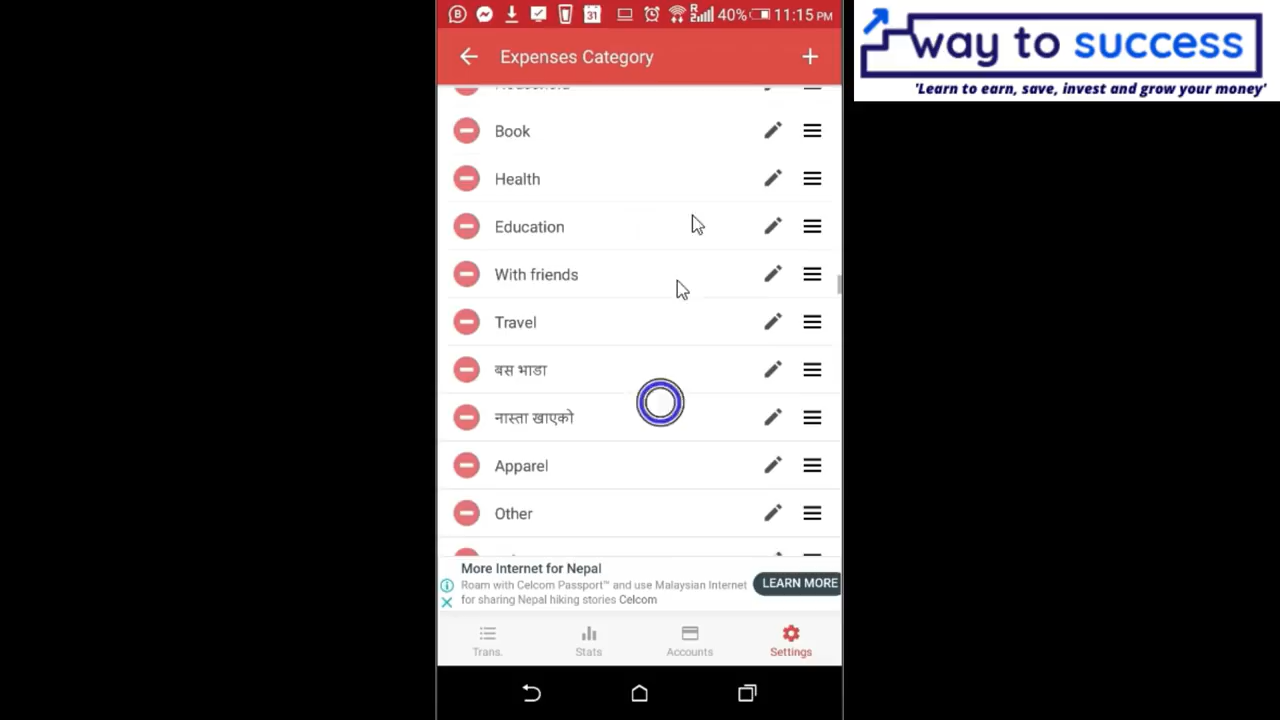 40% 11:15 PM
way to success
'Learn to earn, save, invest and grow your money'
Expenses Category
Household
Book
Health
Education
With friends
Travel
बस भाडा
नास्ता खाएको
Apparel
Other
More Internet for Nepal
Roam with Celcom Passport™ and use Malaysian Internet
for sharing Nepal hiking stories Celcom
LEARN MORE
Trans.
Stats
Accounts
Settings